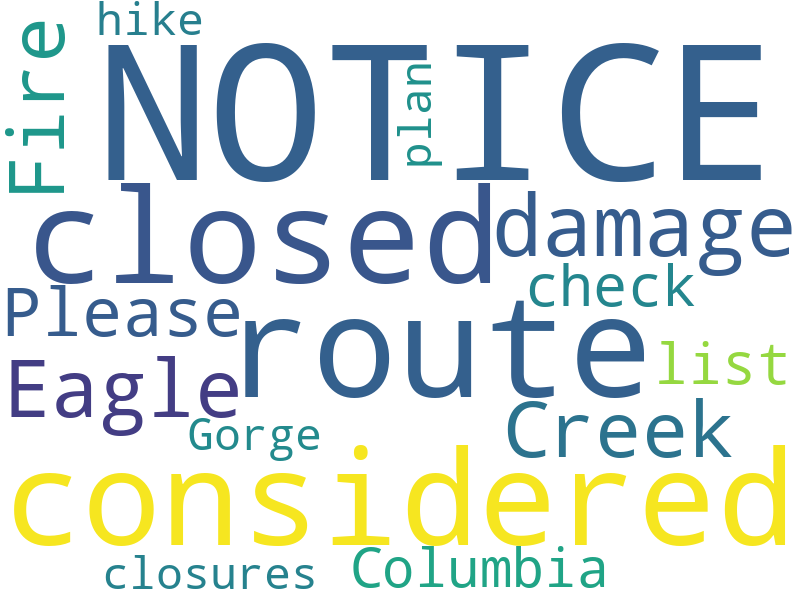 hike
NOTICE
Fire
plan
closed
damage
check
Please
route
list
Eagle
Creek
Gorge
considered
closures
Columbia